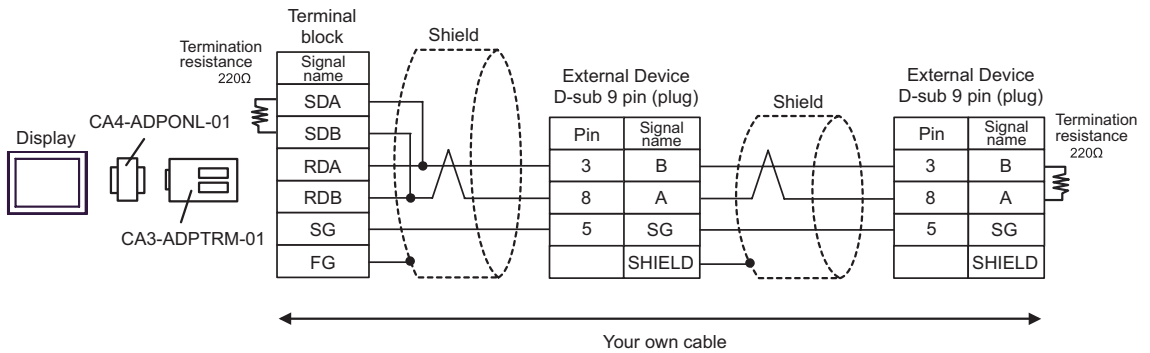 Display
CA4-ADPONL-01
CA3-ADPTRM-01
Termination
resistance
220Ω
Terminal
block
Signal
name
SDA
SDB
RDA
RDB
SG
FG
Shield
External Device
D-sub 9 pin (plug)
Pin
Signal
name
3
B
8
A
5
SG
SHIELD
Shield
External Device
D-sub 9 pin (plug)
Pin
Signal
name
3
B
8
A
5
SG
SHIELD
Termination
resistance
220Ω
Your own cable